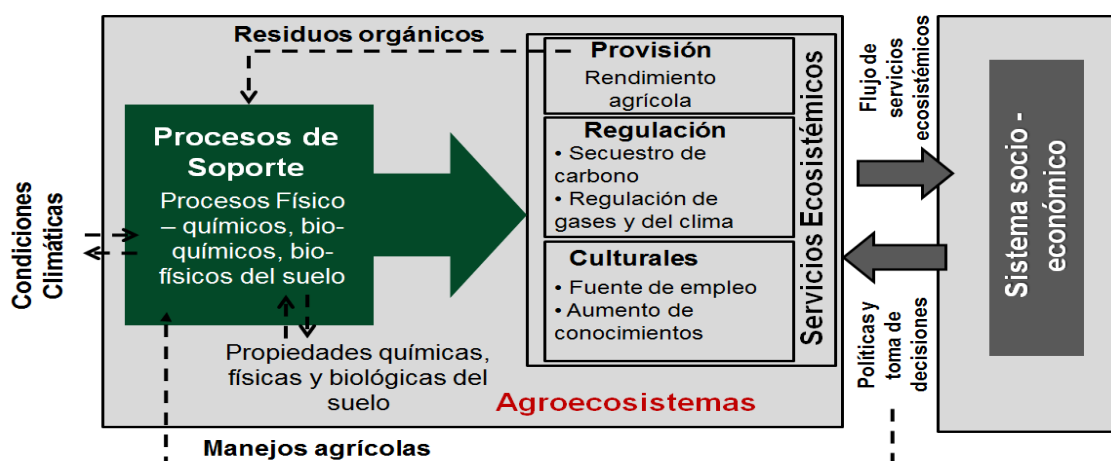 Residuos orgánicos
Condiciones
Climáticas
Procesos de
Soporte
Procesos Físico
– químicos, bio-
químicos, bio-
físicos del suelo
Propiedades químicas,
físicas y biológicas del
suelo
Manejos agrícolas
Provisión
Rendimiento
agrícola
Regulación
• Secuestro de
carbono
• Regulación de
gases y del clima
Culturales
• Fuente de empleo
• Aumento de
conocimientos
Servicios Ecosistémicos
Agroecosistemas
Flujo de
servicios
ecosistémicos
Políticas y
toma de
decisiones
Sistema socio -
económico